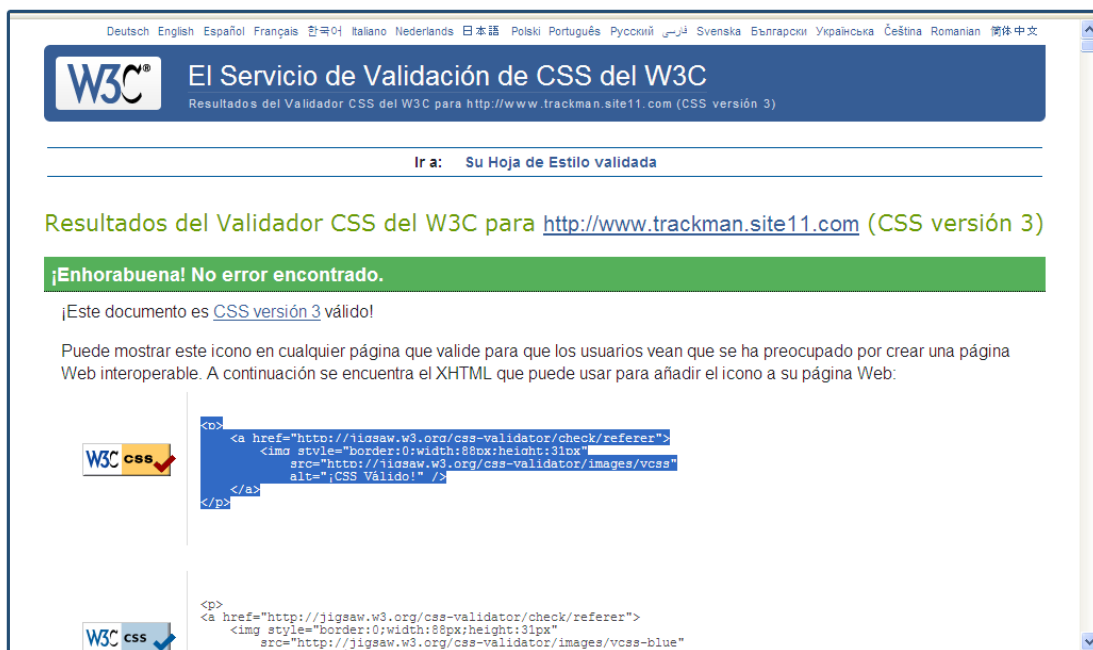 Deutsch English Español Français 한국어 Italiano Nederlands 日本語 Polski Português Русский فارسی Svenska Български Українська Čeština Romanian 简体中文
W3C®
El Servicio de Validación de CSS del W3C
Resultados del Validador CSS del W3C para http://www.trackman.site11.com (CSS versión 3)
Ir a: Su Hoja de Estilo validada
Resultados del Validador CSS del W3C para http://www.trackman.site11.com (CSS versión 3)
¡Enhorabuena! No error encontrado.
¡Este documento es CSS versión 3 válido!
Puede mostrar este icono en cualquier página que valide para que los usuarios vean que se ha preocupado por crear una página
Web interoperable. A continuación se encuentra el XHTML que puede usar para añadir el icono a su página Web:
W3C css
<p>
<a href="http://jigsaw.w3.org/css-validator/check/referer">
<img style="border:0;width:88px;height:31px"
src="http://jigsaw.w3.org/css-validator/images/vcss"
alt="¡CSS Válido!" />
</a>
</p>
W3C css
<p>
<a href="http://jigsaw.w3.org/css-validator/check/referer">
<img style="border:0;width:88px;height:31px"
src="http://jigsaw.w3.org/css-validator/images/vcss-blue"